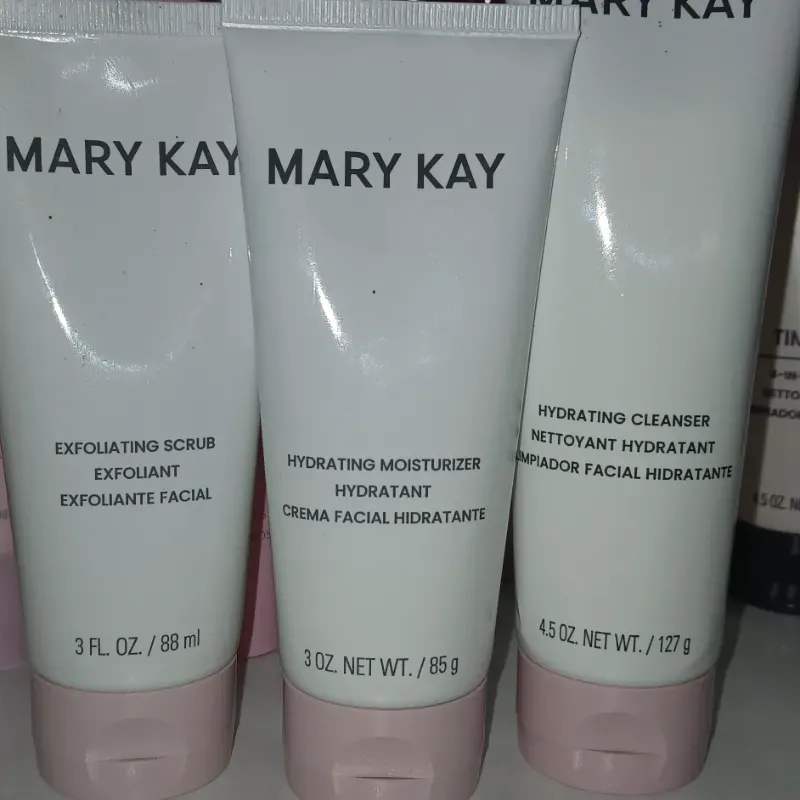 MARY KAY
EXFOLIATING SCRUB
EXFOLIANT
EXFOLIANTE FACIAL
3 FL. OZ. / 88 ml
MARY KAY
HYDRATING MOISTURIZER
HYDRATANT
CREMA FACIAL HIDRATANTE
3 OZ. NET WT. / 85 g
MARY KAY
HYDRATING CLEANSER
NETTOYANT HYDRATANT
LIMPIADOR FACIAL HIDRATANTE
4.5 OZ. NET WT. / 127 g